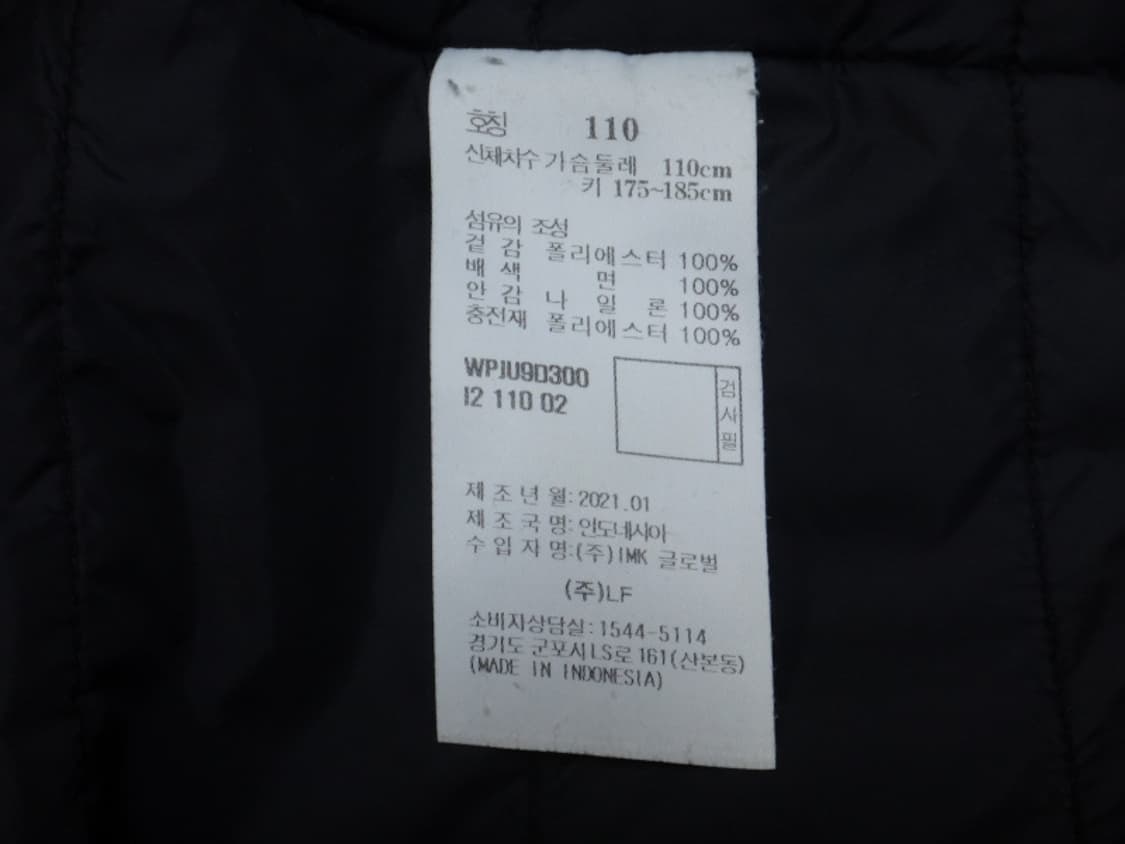 호칭 110
신체치수 가슴둘레 110cm
키 175~185cm
섬유의 조성
겉 감 폴리에스터 100%
배 색 면 100%
안 감 나 일 론 100%
충전재 폴리에스터 100%
WPJU9D300
I2 110 02
검사필
제 조 년 월: 2021.01
제 조 국 명: 인도네시아
수 입 자 명:(주)IMK 글로벌
(주)LF
소비자상담실:1544-5114
경기도 군포시LS로 161(산본동)
(MADE IN INDONESIA)